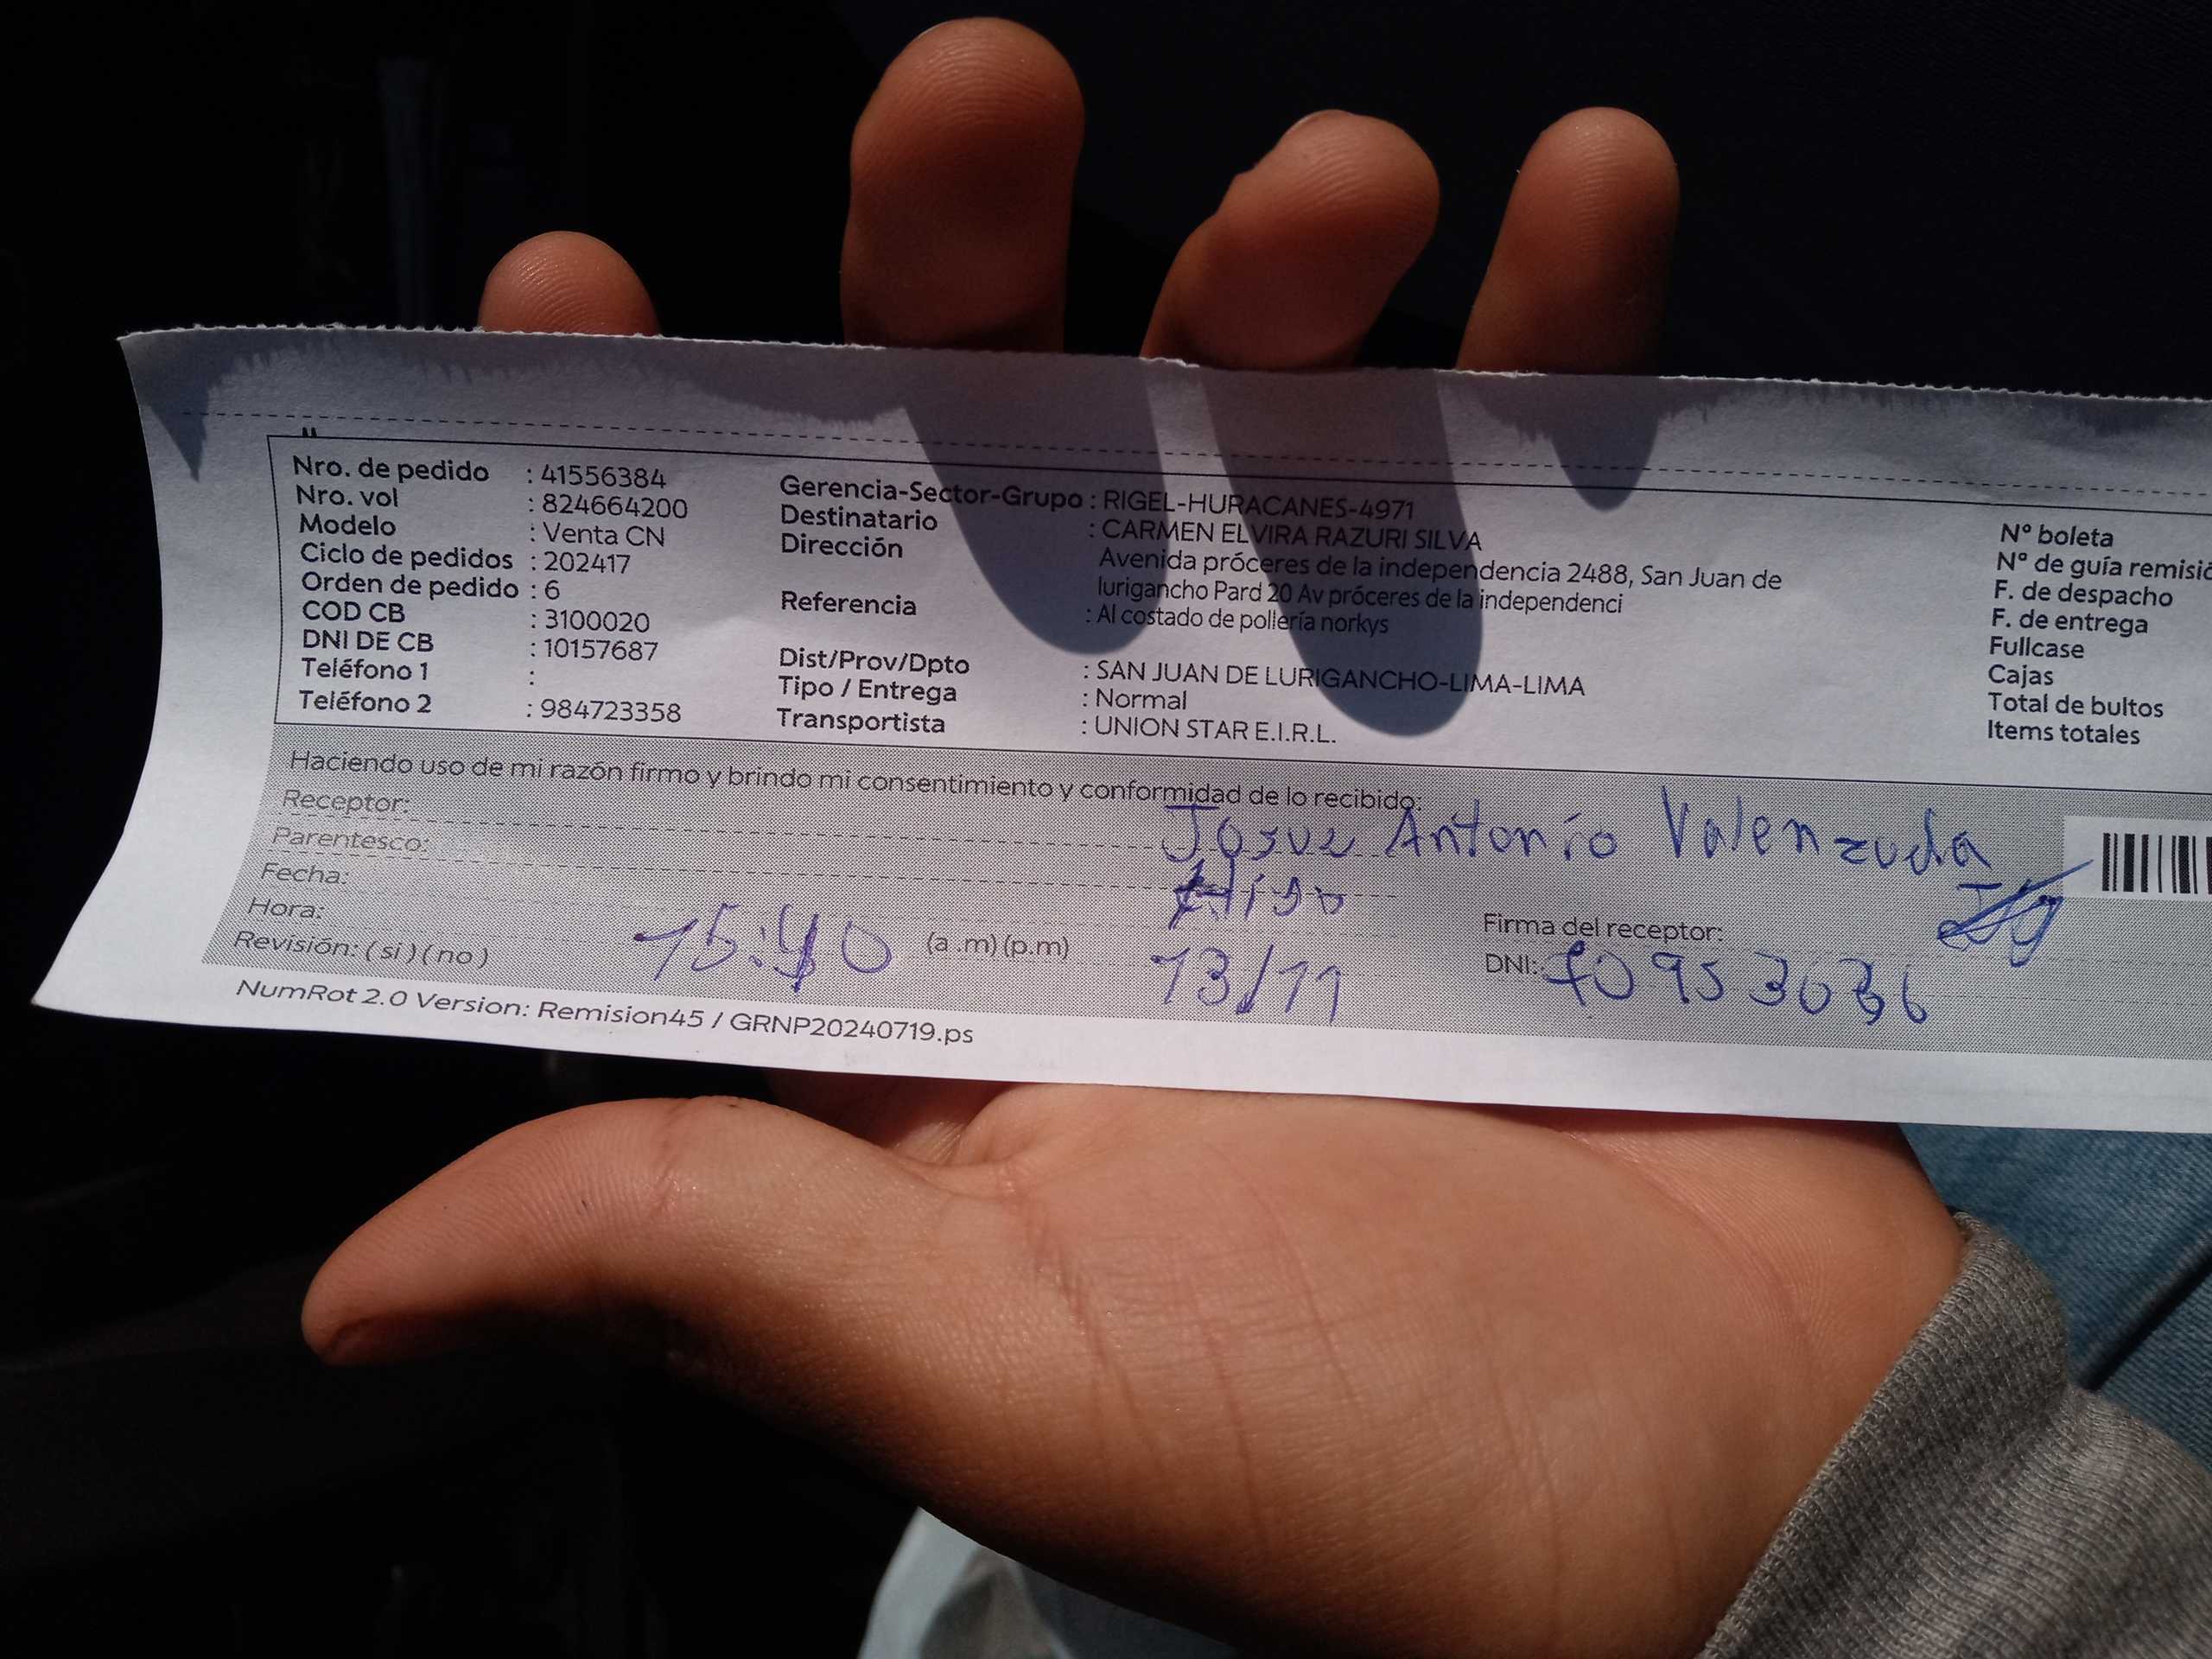 Nro. de pedido : 41556384
Nro. vol : 824664200
Modelo : Venta CN
Ciclo de pedidos : 202417
Orden de pedido : 6
COD CB : 3100020
DNI DE CB : 10157687
Teléfono 1 :
Teléfono 2 : 984723358
Gerencia-Sector-Grupo : RIGEL-HURACANES-4971
Destinatario : CARMEN ELVIRA RAZURI SILVA
Dirección Avenida próceres de la independencia 2488, San Juan de
lurigancho Pard 20 Av próceres de la independenci
Referencia : Al costado de pollería norkys
Dist/Prov/Dpto : SAN JUAN DE LURIGANCHO-LIMA-LIMA
Tipo / Entrega : Normal
Transportista : UNION STAR E.I.R.L.
N° boleta
N° de guía remisió
F. de despacho
F. de entrega
Fullcase
Cajas
Total de bultos
Items totales
Haciendo uso de mi razón firmo y brindo mi consentimiento y conformidad de lo recibido:
Receptor: Josue Antonio Valenzuela
Parentesco: Hijo
Fecha: 13/11
Hora: 15:40 (a .m) (p.m)
Revisión: ( si ) ( no )
Firma del receptor:
DNI: 70953036
NumRot 2.0 Version: Remision45 / GRNP20240719.ps